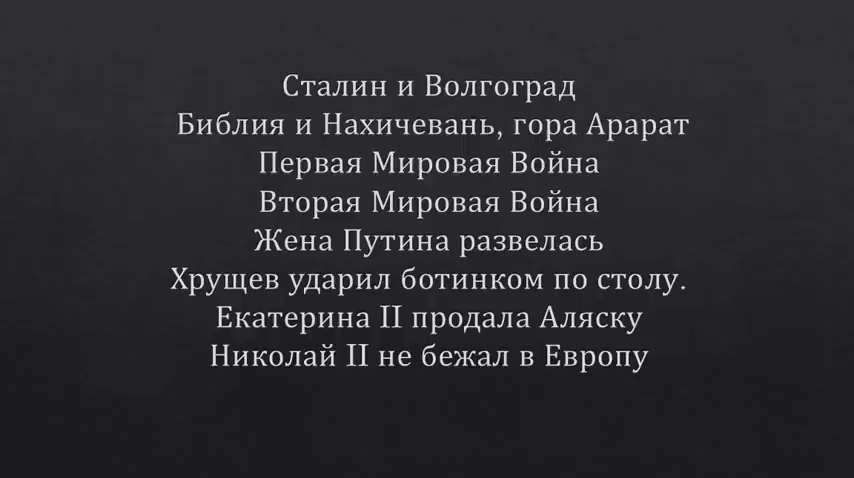 Сталин и Волгоград
Библия и Нахичевань, гора Арарат
Первая Мировая Война
Вторая Мировая Война
Жена Путина развелась
Хрущев ударил ботинком по столу.
Екатерина II продала Аляску
Николай II не бежал в Европу